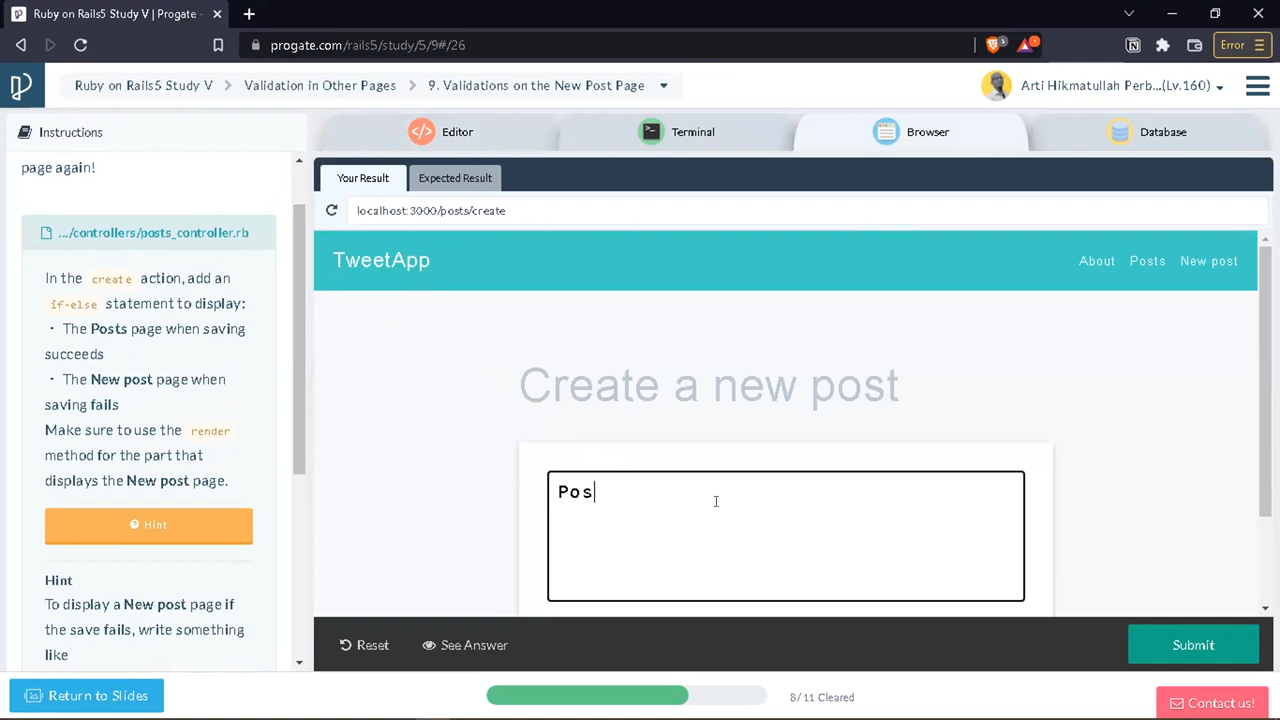 Ruby on Rails5 Study V | Progate -
progate.com/rails5/study/5/9#/26
Error
Ruby on Rails5 Study V
Validation in Other Pages
9. Validations on the New Post Page
Arti Hikmatullah Perb...(Lv.160)
Instructions
Editor
Terminal
Browser
Database
page again!
.../controllers/posts_controller.rb
In the create action, add an
if-else statement to display:
・ The Posts page when saving
succeeds
・ The New post page when
saving fails
Make sure to use the render
method for the part that
displays the New post page.
Hint
Hint
To display a New post page if
the save fails, write something
like
Your Result
Expected Result
localhost:3000/posts/create
TweetApp
About
Posts
New post
Create a new post
Pos
Reset
See Answer
Submit
Return to Slides
8/11 Cleared
Contact us!